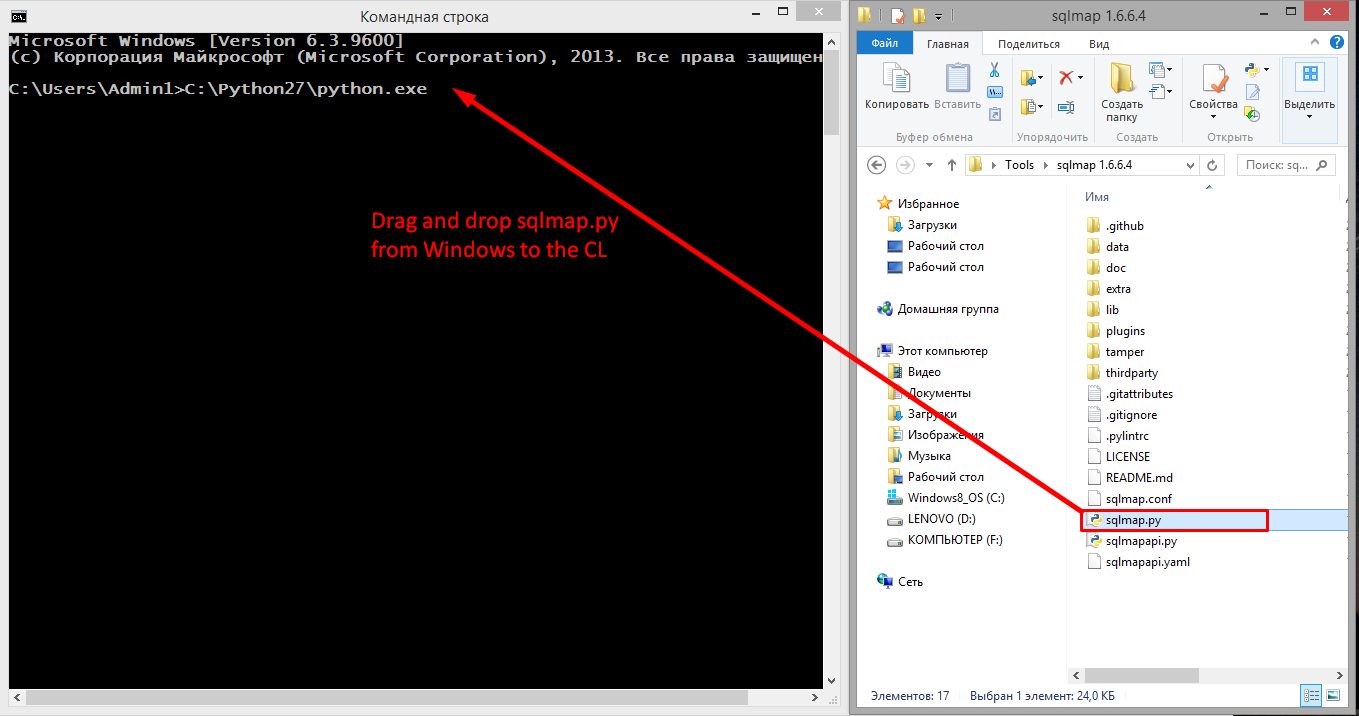 Командная строка
Microsoft Windows [Version 6.3.9600]
(c) Корпорация Майкрософт (Microsoft Corporation), 2013. Все права защищен
C:\Users\Admin1>C:\Python27\python.exe
Drag and drop sqlmap.py
from Windows to the CL
sqlmap 1.6.6.4
Файл Главная Поделиться Вид
Копировать Вставить
Создать
папку
Свойства Выделить
Буфер обмена Упорядочить Создать Открыть
Tools sqlmap 1.6.6.4
Поиск: sq...
Избранное
Загрузки
Рабочий стол
Рабочий стол
Домашняя группа
Этот компьютер
Видео
Документы
Загрузки
Изображения
Музыка
Рабочий стол
Windows8_OS (C:)
LENOVO (D:)
КОМПЬЮТЕР (F:)
Сеть
Имя
.github
data
doc
extra
lib
plugins
tamper
thirdparty
.gitattributes
.gitignore
.pylintrc
LICENSE
README.md
sqlmap.conf
sqlmap.py
sqlmapapi.py
sqlmapapi.yaml
Элементов: 17 Выбран 1 элемент: 24,0 КБ